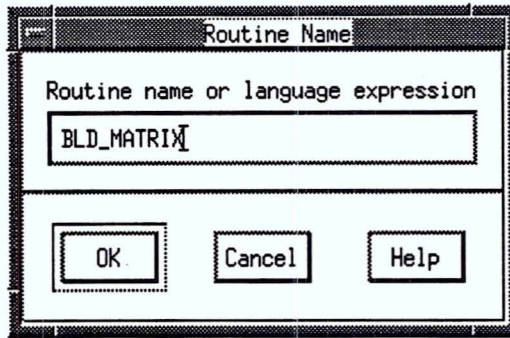 Routine Name
Routine name or language expression
BLD_MATRIX
OK
Cancel
Help